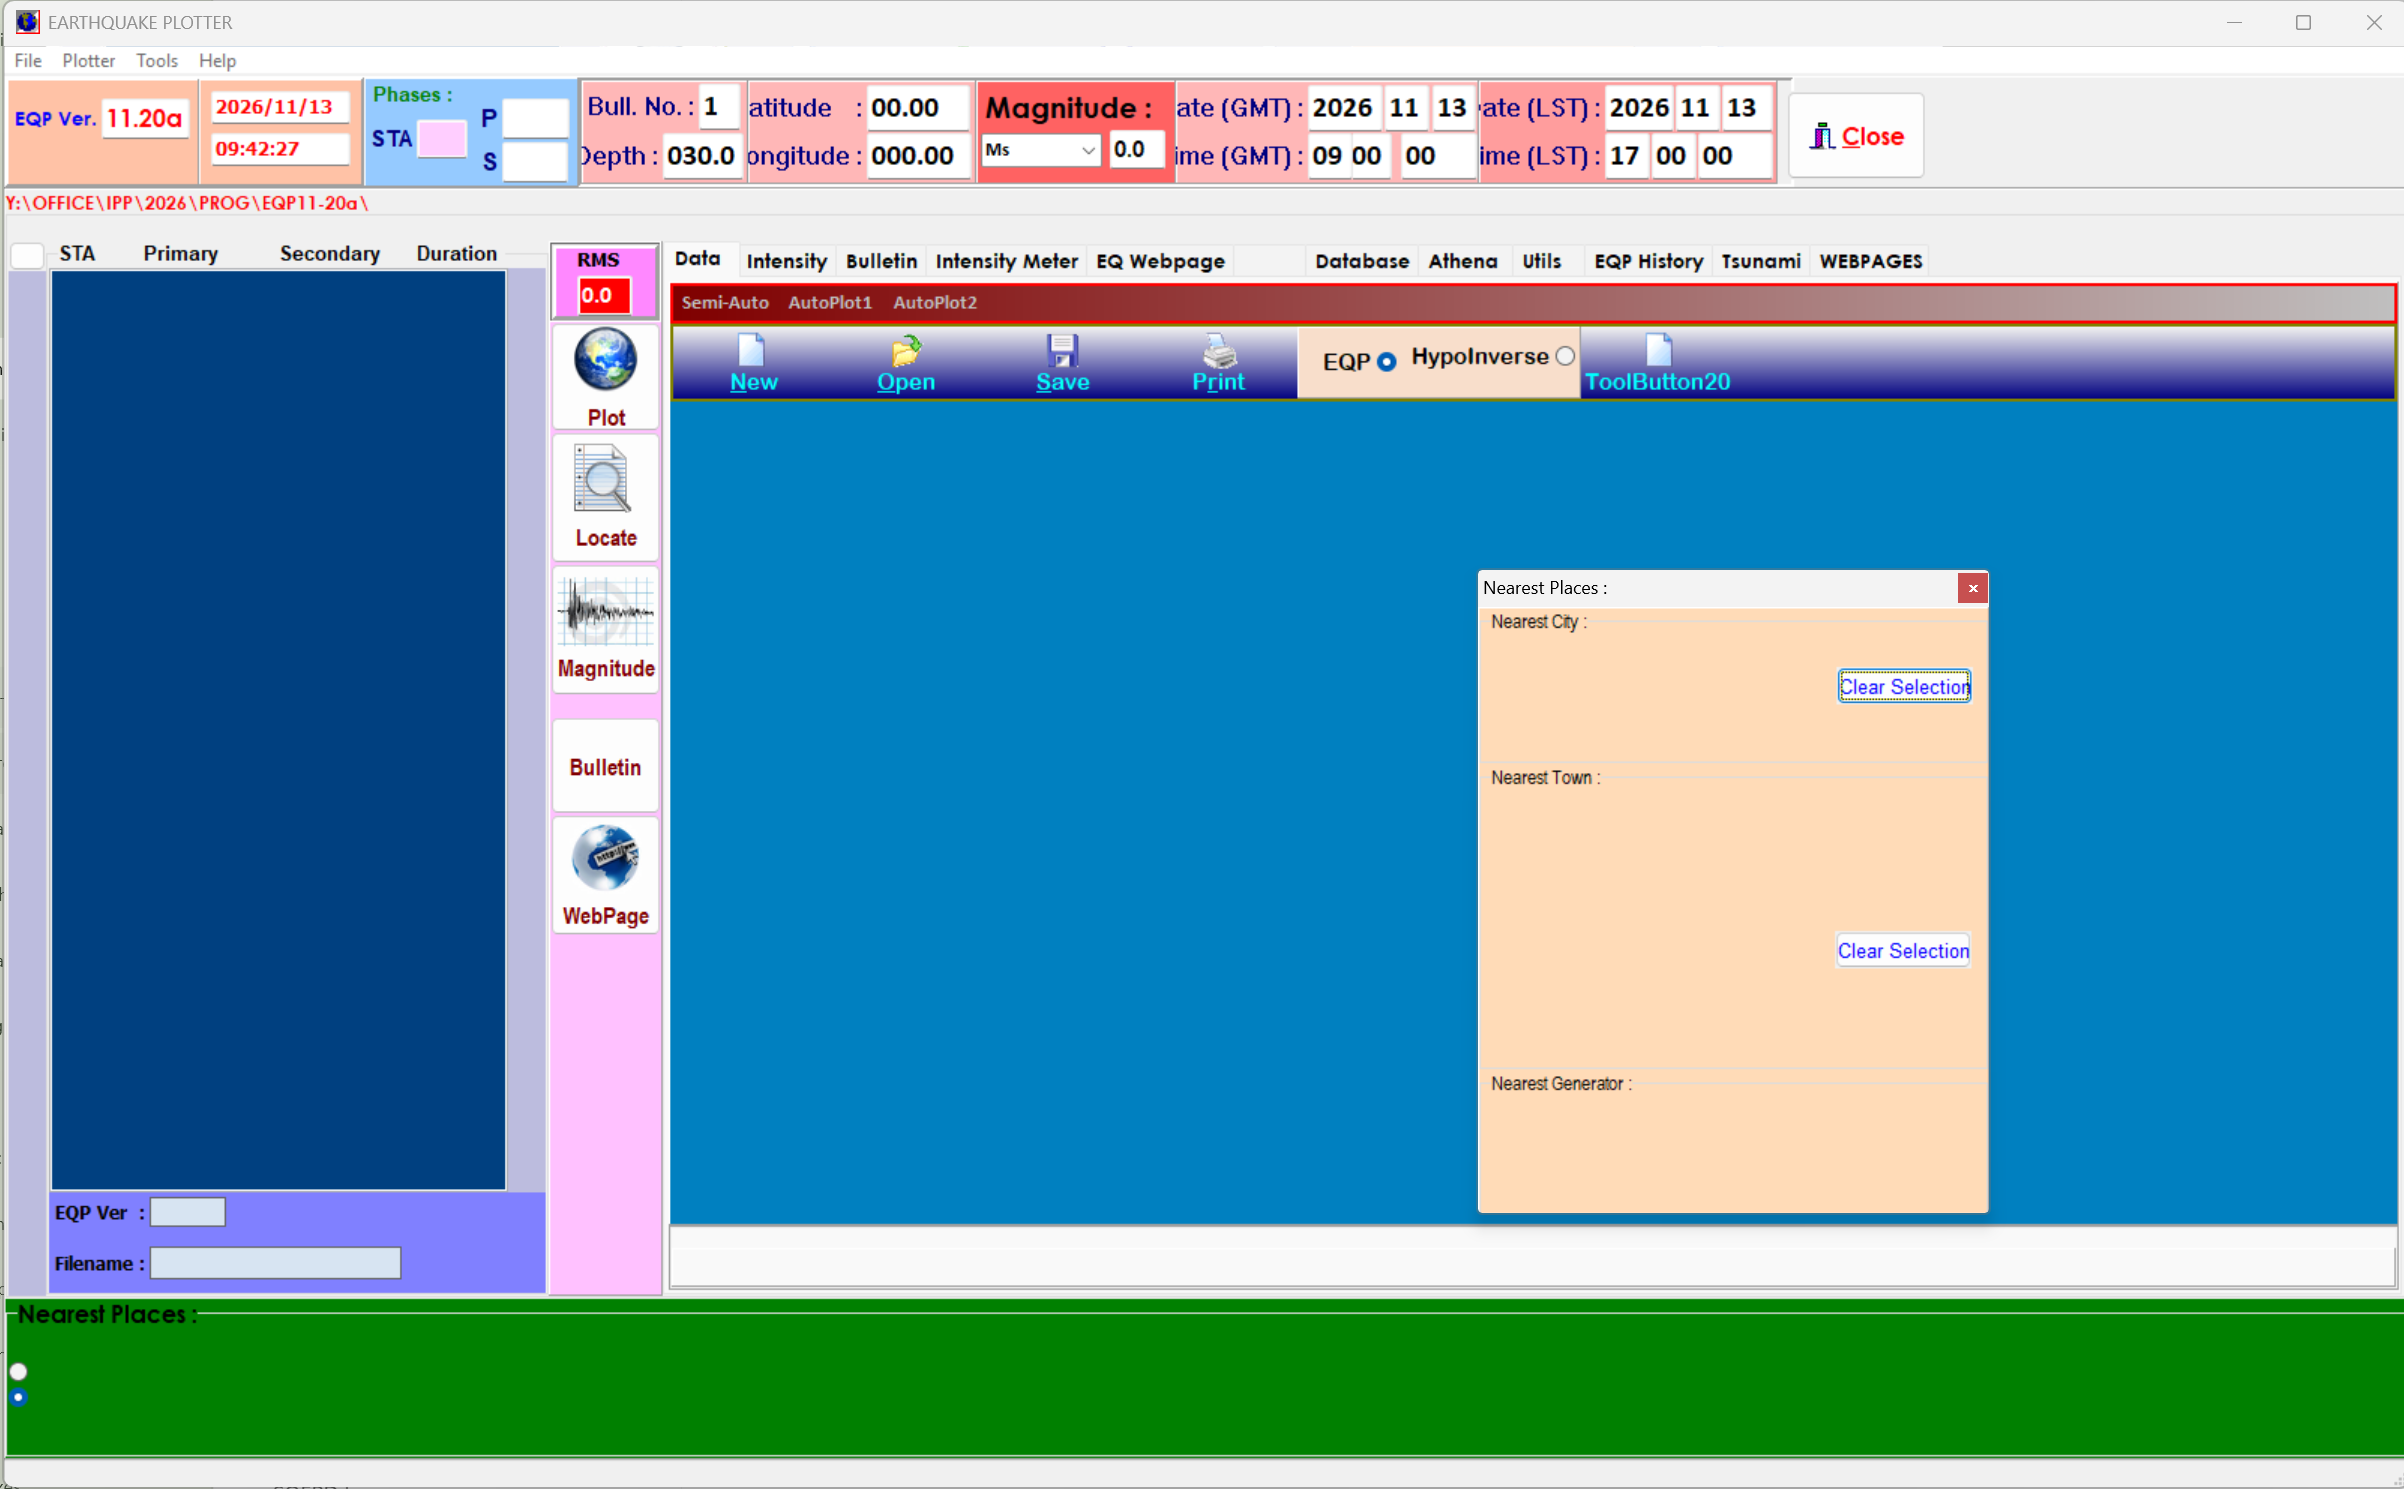 EARTHQUAKE PLOTTER
File Plotter Tools Help
EQP Ver. 11.20a
2026/11/13
09:42:27
Phases :
STA
P
S
Bull. No. : 1
Depth : 030.0
atitude : 00.00
ongitude : 000.00
Magnitude :
Ms 0.0
ate (GMT) : 2026 11 13
ime (GMT) : 09 00 00
ate (LST) : 2026 11 13
ime (LST) : 17 00 00
Close
Y:\OFFICE\IPP\2026\PROG\EQP11-20a\
STA Primary Secondary Duration
RMS
0.0
Plot
Locate
Magnitude
Bulletin
WebPage
Data Intensity Bulletin Intensity Meter EQ Webpage Database Athena Utils EQP History Tsunami WEBPAGES
Semi-Auto AutoPlot1 AutoPlot2
New Open Save Print EQP HypoInverse ToolButton20
Nearest Places :
Nearest City :
Clear Selection
Nearest Town :
Clear Selection
Nearest Generator :
EQP Ver :
Filename :
Nearest Places :